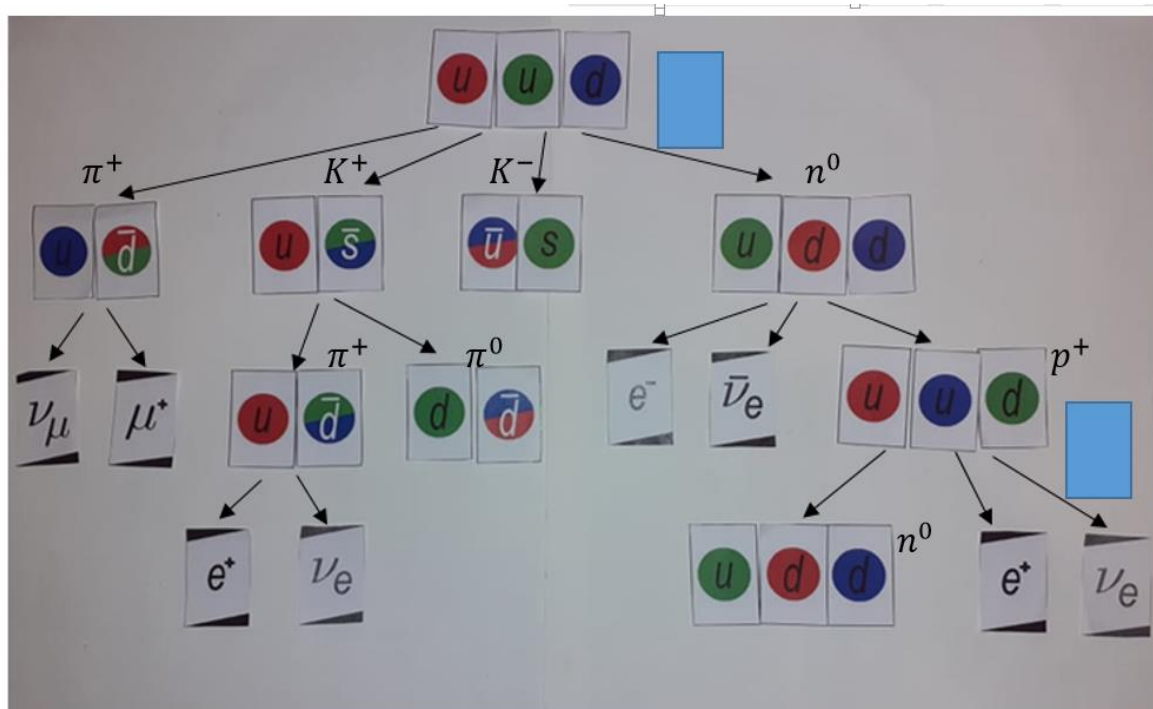 u u d
π⁺ K⁺ K⁻ n⁰
u d̅ u s̅ u̅ s u d d
π⁺ π⁰ p⁺
ν_μ μ⁺ u d̅ d d̅ e⁻ ν̅_e u u d
n⁰
e⁺ ν_e u d d e⁺ ν_e